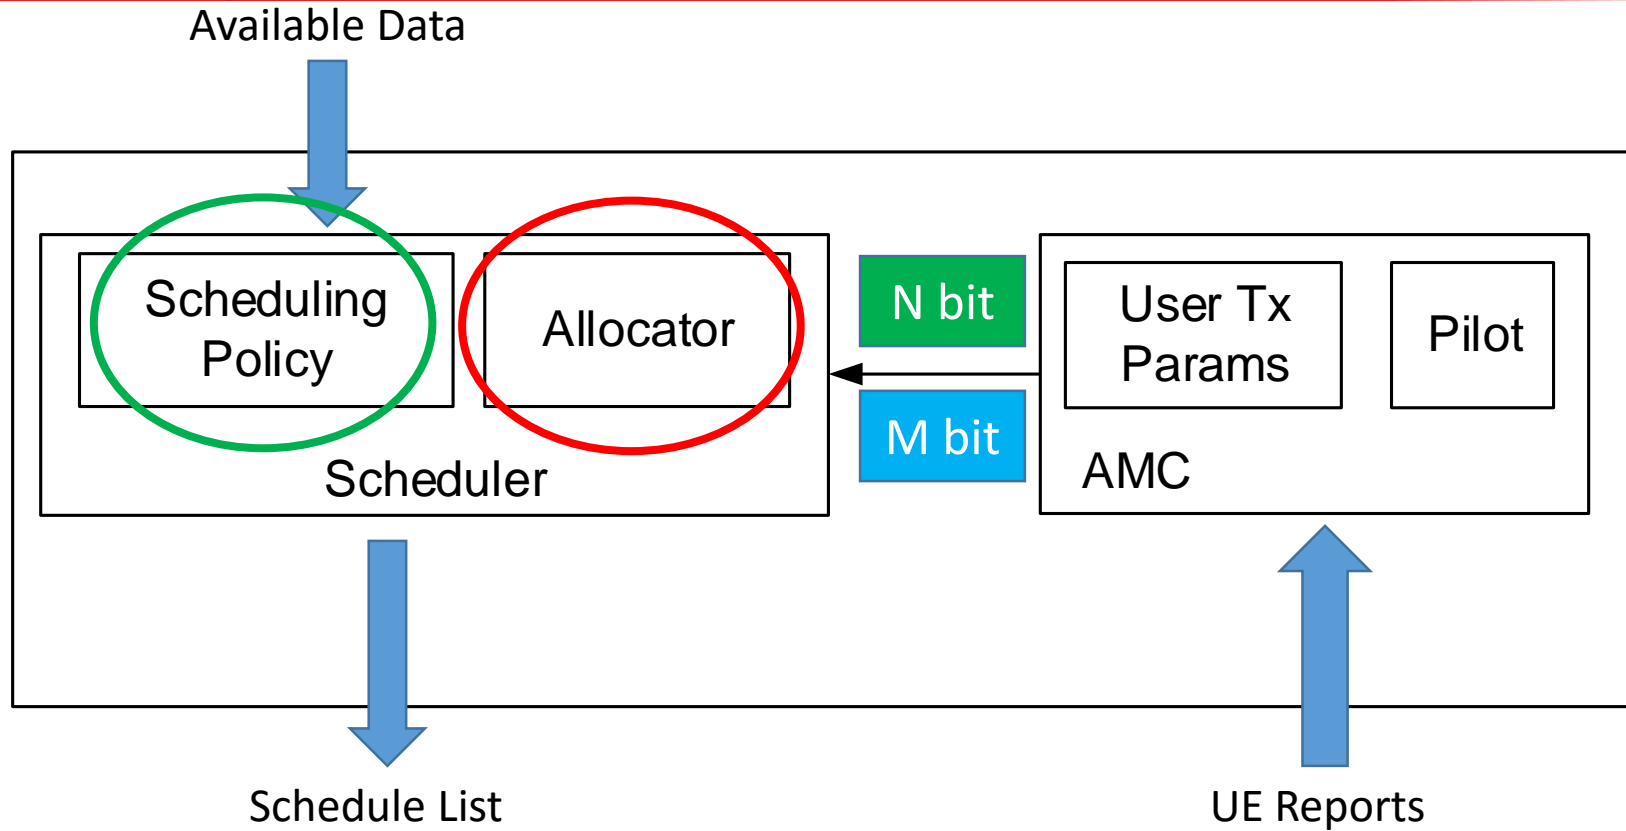 Available Data
Scheduling
Policy
Allocator
Scheduler
N bit
M bit
User Tx
Params
Pilot
AMC
Schedule List
UE Reports